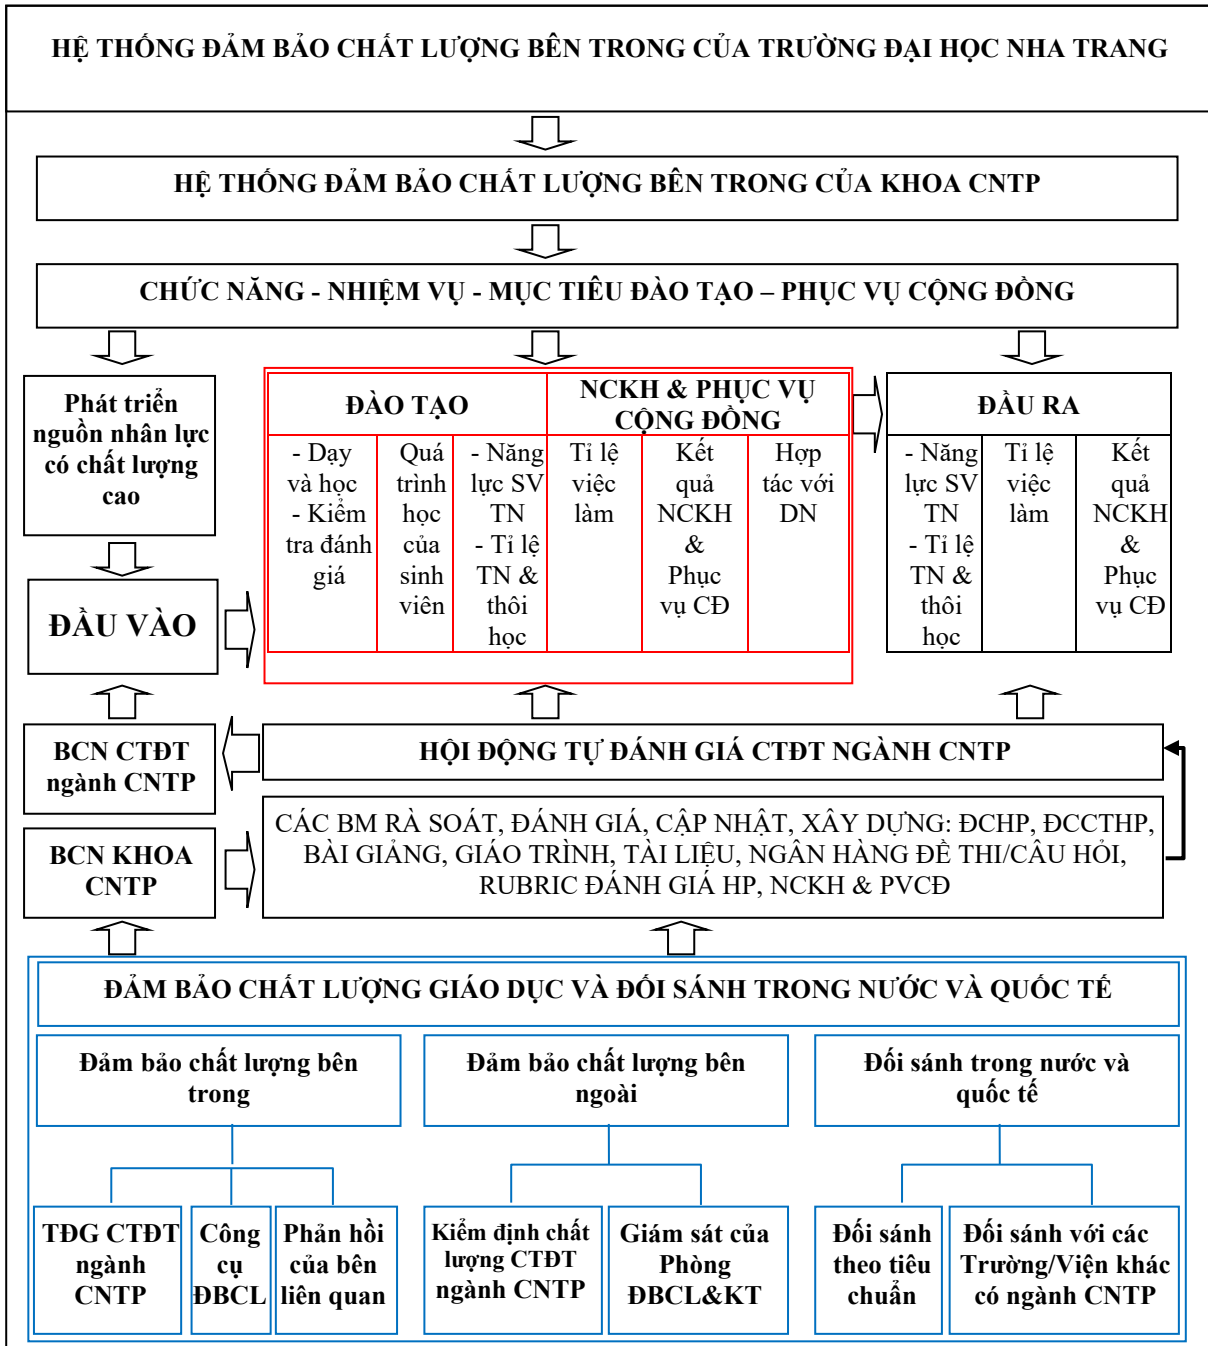 HỆ THỐNG ĐẢM BẢO CHẤT LƯỢNG BÊN TRONG CỦA TRƯỜNG ĐẠI HỌC NHA TRANG
HỆ THỐNG ĐẢM BẢO CHẤT LƯỢNG BÊN TRONG CỦA KHOA CNTP
CHỨC NĂNG - NHIỆM VỤ - MỤC TIÊU ĐÀO TẠO – PHỤC VỤ CỘNG ĐỒNG
Phát triển
nguồn nhân lực
có chất lượng
cao
ĐẦU VÀO
ĐÀO TẠO
- Dạy
và học
- Kiểm
tra đánh
giá
Quá
trình
học
của
sinh
viên
- Năng
lực SV
TN
- Tỉ lệ
TN &
thôi
học
NCKH & PHỤC VỤ
CỘNG ĐỒNG
Tỉ lệ
việc
làm
Kết
quả
NCKH
&
Phục
vụ CĐ
Hợp
tác với
DN
ĐẦU RA
- Năng
lực SV
TN
- Tỉ lệ
TN &
thôi
học
Tỉ lệ
việc
làm
Kết
quả
NCKH
&
Phục
vụ CĐ
BCN CTĐT
ngành CNTP
HỘI ĐỘNG TỰ ĐÁNH GIÁ CTĐT NGÀNH CNTP
BCN KHOA
CNTP
CÁC BM RÀ SOÁT, ĐÁNH GIÁ, CẬP NHẬT, XÂY DỰNG: ĐCHP, ĐCCTHP,
BÀI GIẢNG, GIÁO TRÌNH, TÀI LIỆU, NGÂN HÀNG ĐỀ THI/CÂU HỎI,
RUBRIC ĐÁNH GIÁ HP, NCKH & PVCĐ
ĐẢM BẢO CHẤT LƯỢNG GIÁO DỤC VÀ ĐỐI SÁNH TRONG NƯỚC VÀ QUỐC TẾ
Đảm bảo chất lượng bên
trong
Đảm bảo chất lượng bên
ngoài
Đối sánh trong nước và
quốc tế
TĐG CTĐT
ngành
CNTP
Công
cụ
ĐBCL
Phản hồi
của bên
liên quan
Kiểm định chất
lượng CTĐT
ngành CNTP
Giám sát của
Phòng
ĐBCL&KT
Đối sánh
theo tiêu
chuẩn
Đối sánh với các
Trường/Viện khác
có ngành CNTP